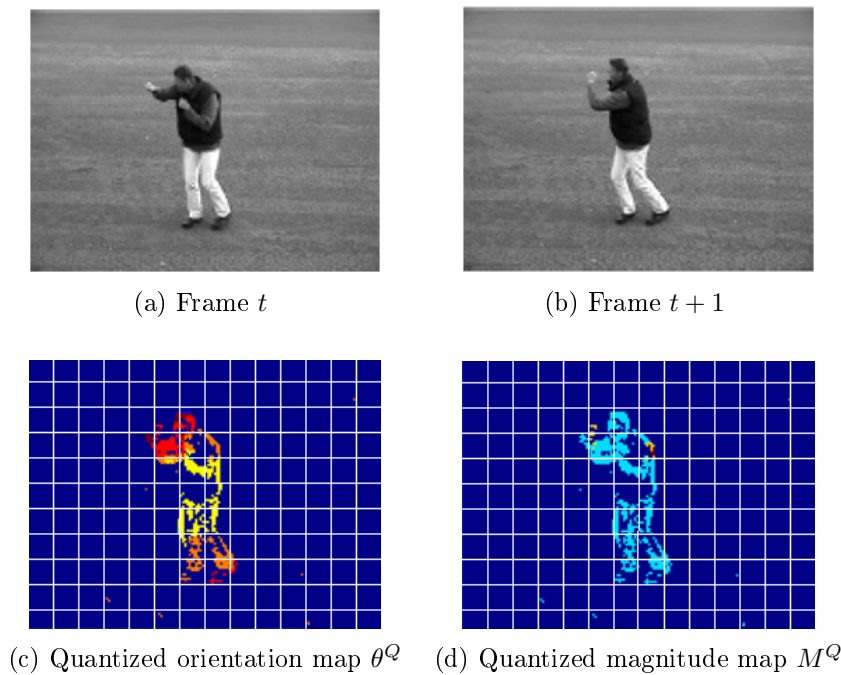 (a) Frame t
(b) Frame t + 1
(c) Quantized orientation map θ^Q
(d) Quantized magnitude map M^Q